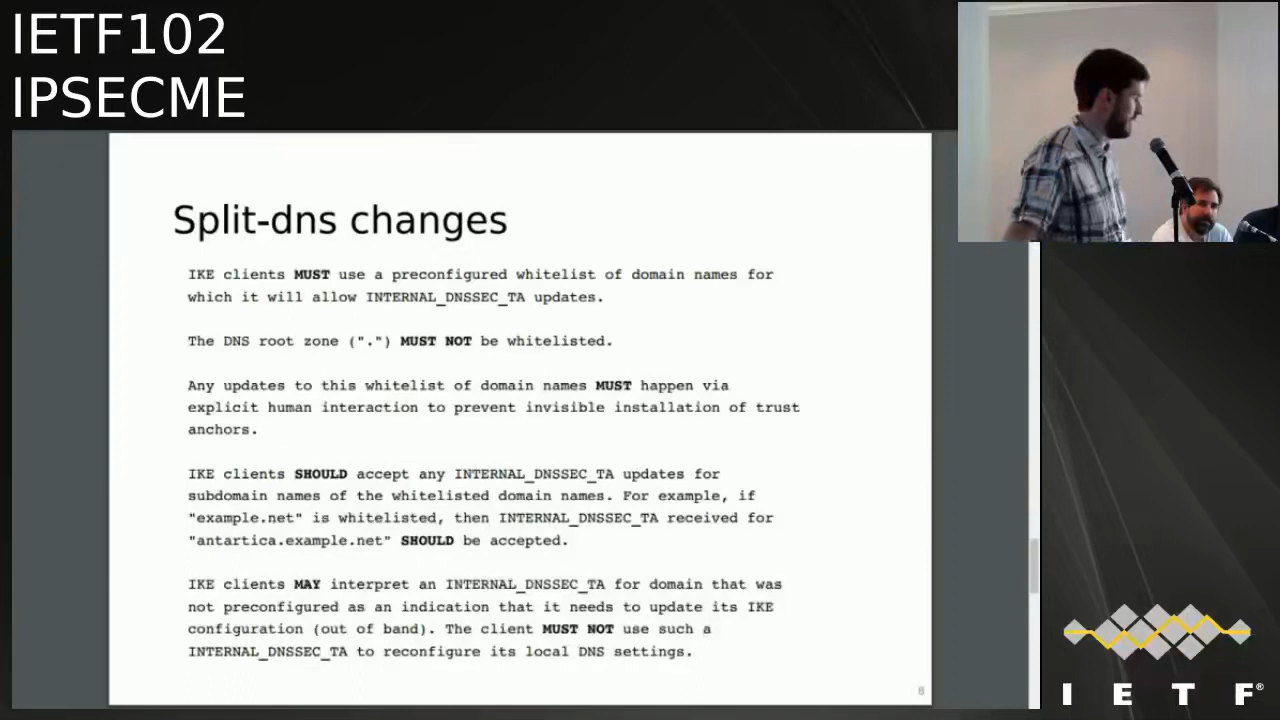 IETF102
IPSECME
Split-dns changes
IKE clients MUST use a preconfigured whitelist of domain names for
which it will allow INTERNAL_DNSSEC_TA updates.
The DNS root zone (".") MUST NOT be whitelisted.
Any updates to this whitelist of domain names MUST happen via
explicit human interaction to prevent invisible installation of trust
anchors.
IKE clients SHOULD accept any INTERNAL_DNSSEC_TA updates for
subdomain names of the whitelisted domain names. For example, if
"example.net" is whitelisted, then INTERNAL_DNSSEC_TA received for
"antartica.example.net" SHOULD be accepted.
IKE clients MAY interpret an INTERNAL_DNSSEC_TA for domain that was
not preconfigured as an indication that it needs to update its IKE
configuration (out of band). The client MUST NOT use such a
INTERNAL_DNSSEC_TA to reconfigure its local DNS settings.
I E T F®